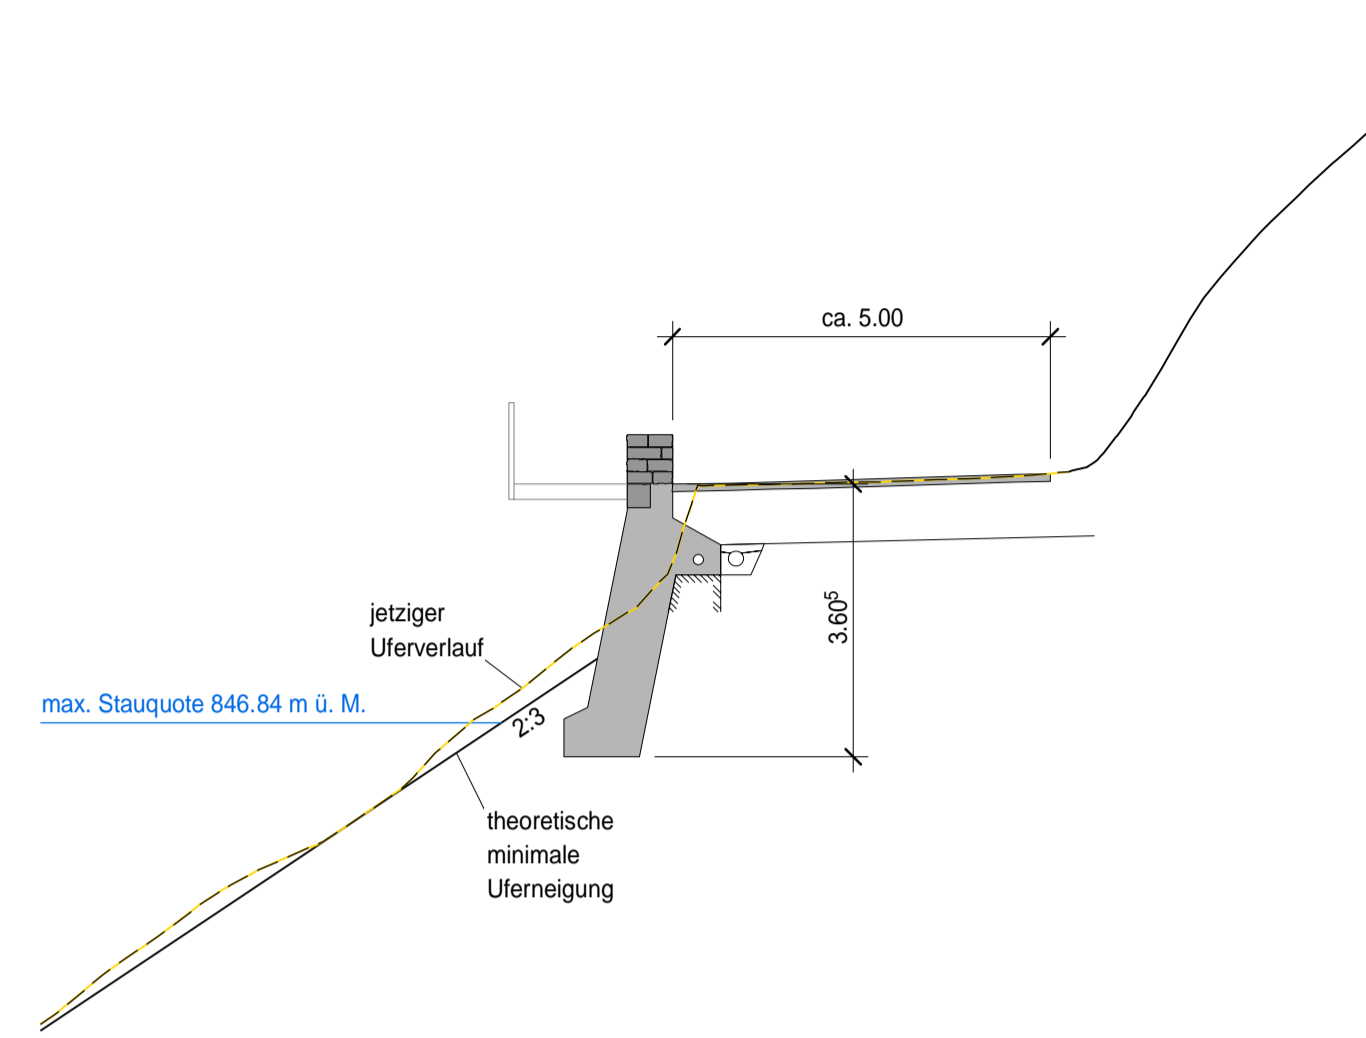 ca. 5.00
3.60⁵
jetziger
Uferverlauf
max. Stauquote 846.84 m ü. M.
2:3
theoretische
minimale
Uferneigung